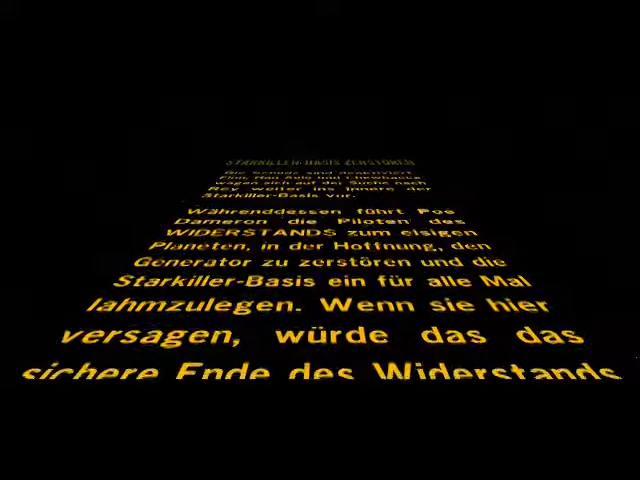 STARKILLER-BASIS ZERSTÖREN
Die Schilde sind deaktiviert.
Finn, Han Solo und Chewbacca
wagen sich auf der Suche nach
Rey weiter ins Innere der
Starkiller-Basis vor.
Währenddessen führt Poe
Dameron die Piloten des
WIDERSTANDS zum eisigen
Planeten, in der Hoffnung, den
Generator zu zerstören und die
Starkiller-Basis ein für alle Mal
lahmzulegen. Wenn sie hier
versagen, würde das das
sichere Ende des Widerstands